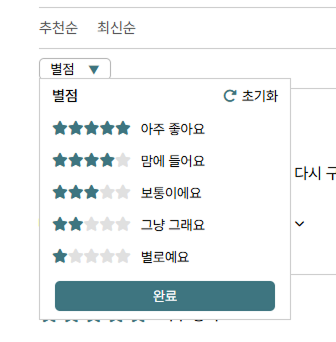 추천순 최신순
별점 ▼
별점 초기화
아주 좋아요
맘에 들어요
다시 구
보통이에요
그냥 그래요
별로예요
완료